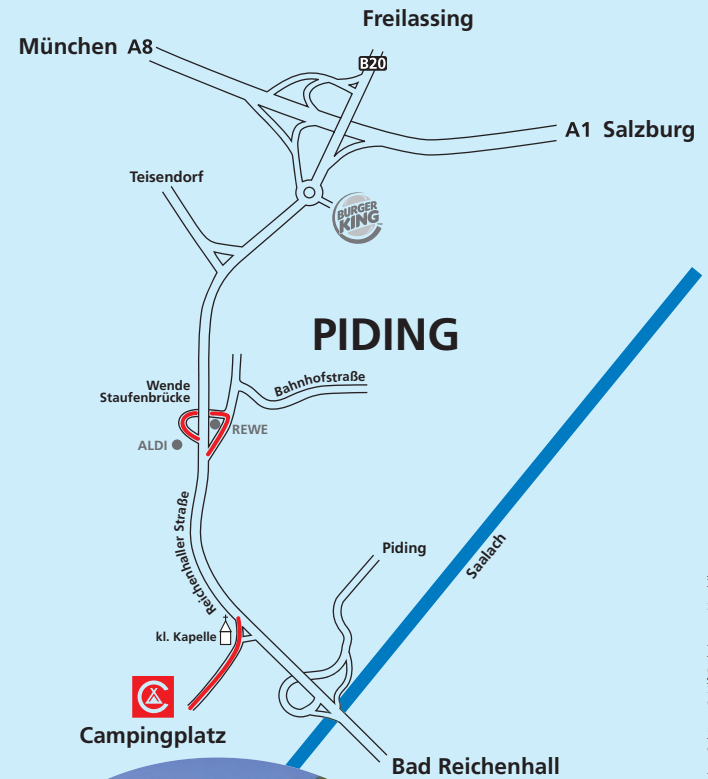 Freilassing
München A8
B20
A1 Salzburg
Teisendorf
BURGER
KING
PIDING
Wende
Staufenbrücke
Bahnhofstraße
REWE
ALDI
Reichenhaller Straße
Piding
Saalach
kl. Kapelle
Campingplatz
Bad Reichenhall